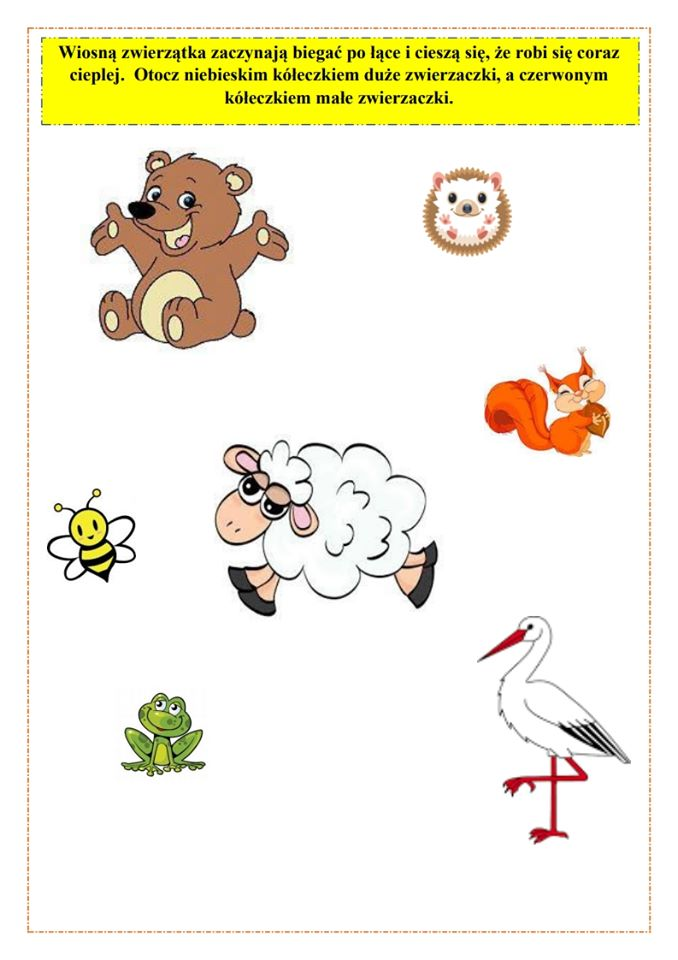 Wiosną zwierzątka zaczynają biegać po łące i cieszą się, że robi się coraz
cieplej.  Otocz niebieskim kółeczkiem duże zwierzaczki, a czerwonym
kółeczkiem małe zwierzaczki.